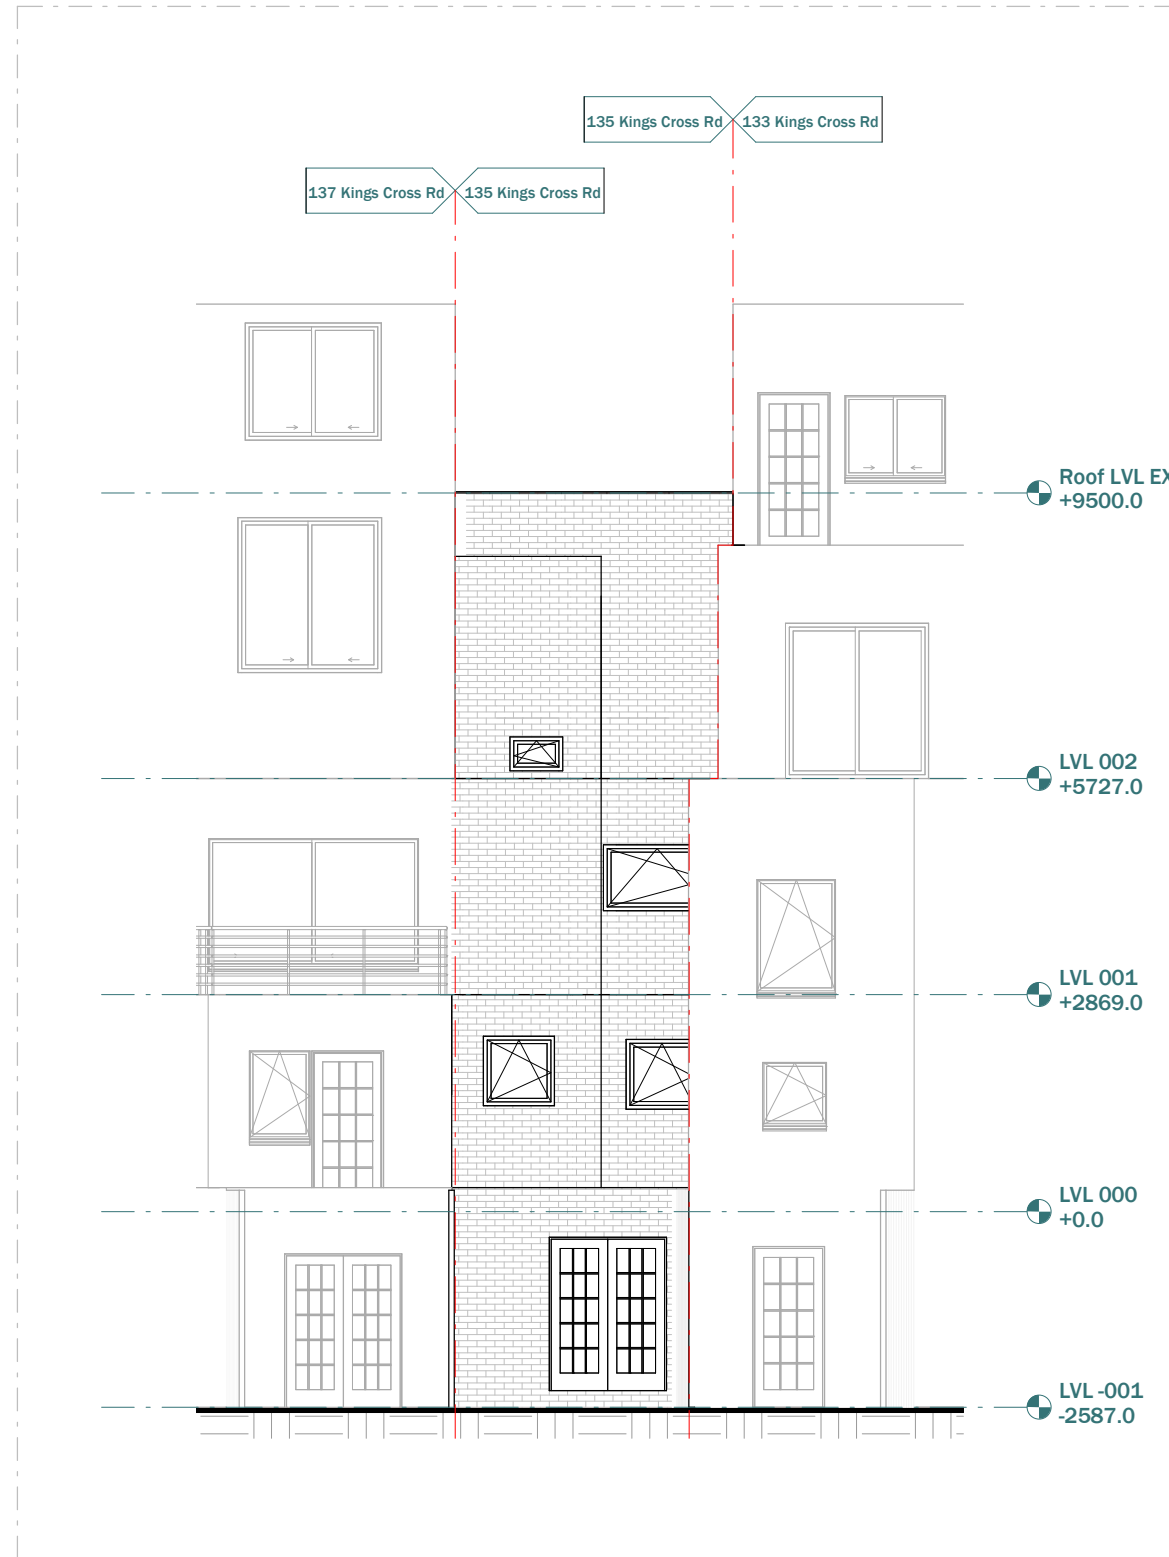 135 Kings Cross Rd
133 Kings Cross Rd
137 Kings Cross Rd
135 Kings Cross Rd
Roof LVL EX
+9500.0
LVL 002
+5727.0
LVL 001
+2869.0
LVL 000
+0.0
LVL -001
-2587.0